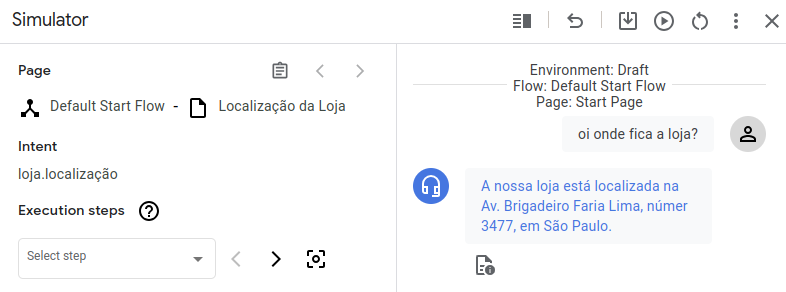 Simulator
Page
Default Start Flow - Localização da Loja
Intent
loja.localização
Execution steps
Select step
Environment: Draft
Flow: Default Start Flow
Page: Start Page
oi onde fica a loja?
A nossa loja está localizada na
Av. Brigadeiro Faria Lima, númer
3477, em São Paulo.